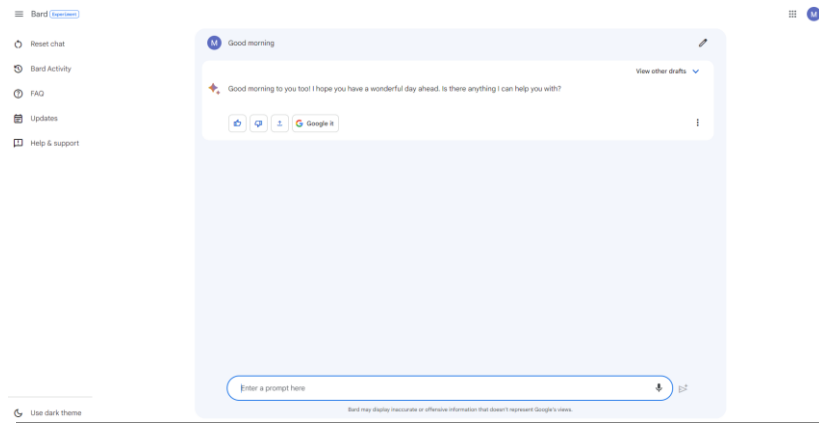 Bard Experiment
M
Reset chat
Bard Activity
FAQ
Updates
Help & support
Use dark theme
M Good morning
View other drafts
Good morning to you too! I hope you have a wonderful day ahead. Is there anything I can help you with?
G Google it
Enter a prompt here
Bard may display inaccurate or offensive information that doesn't represent Google's views.